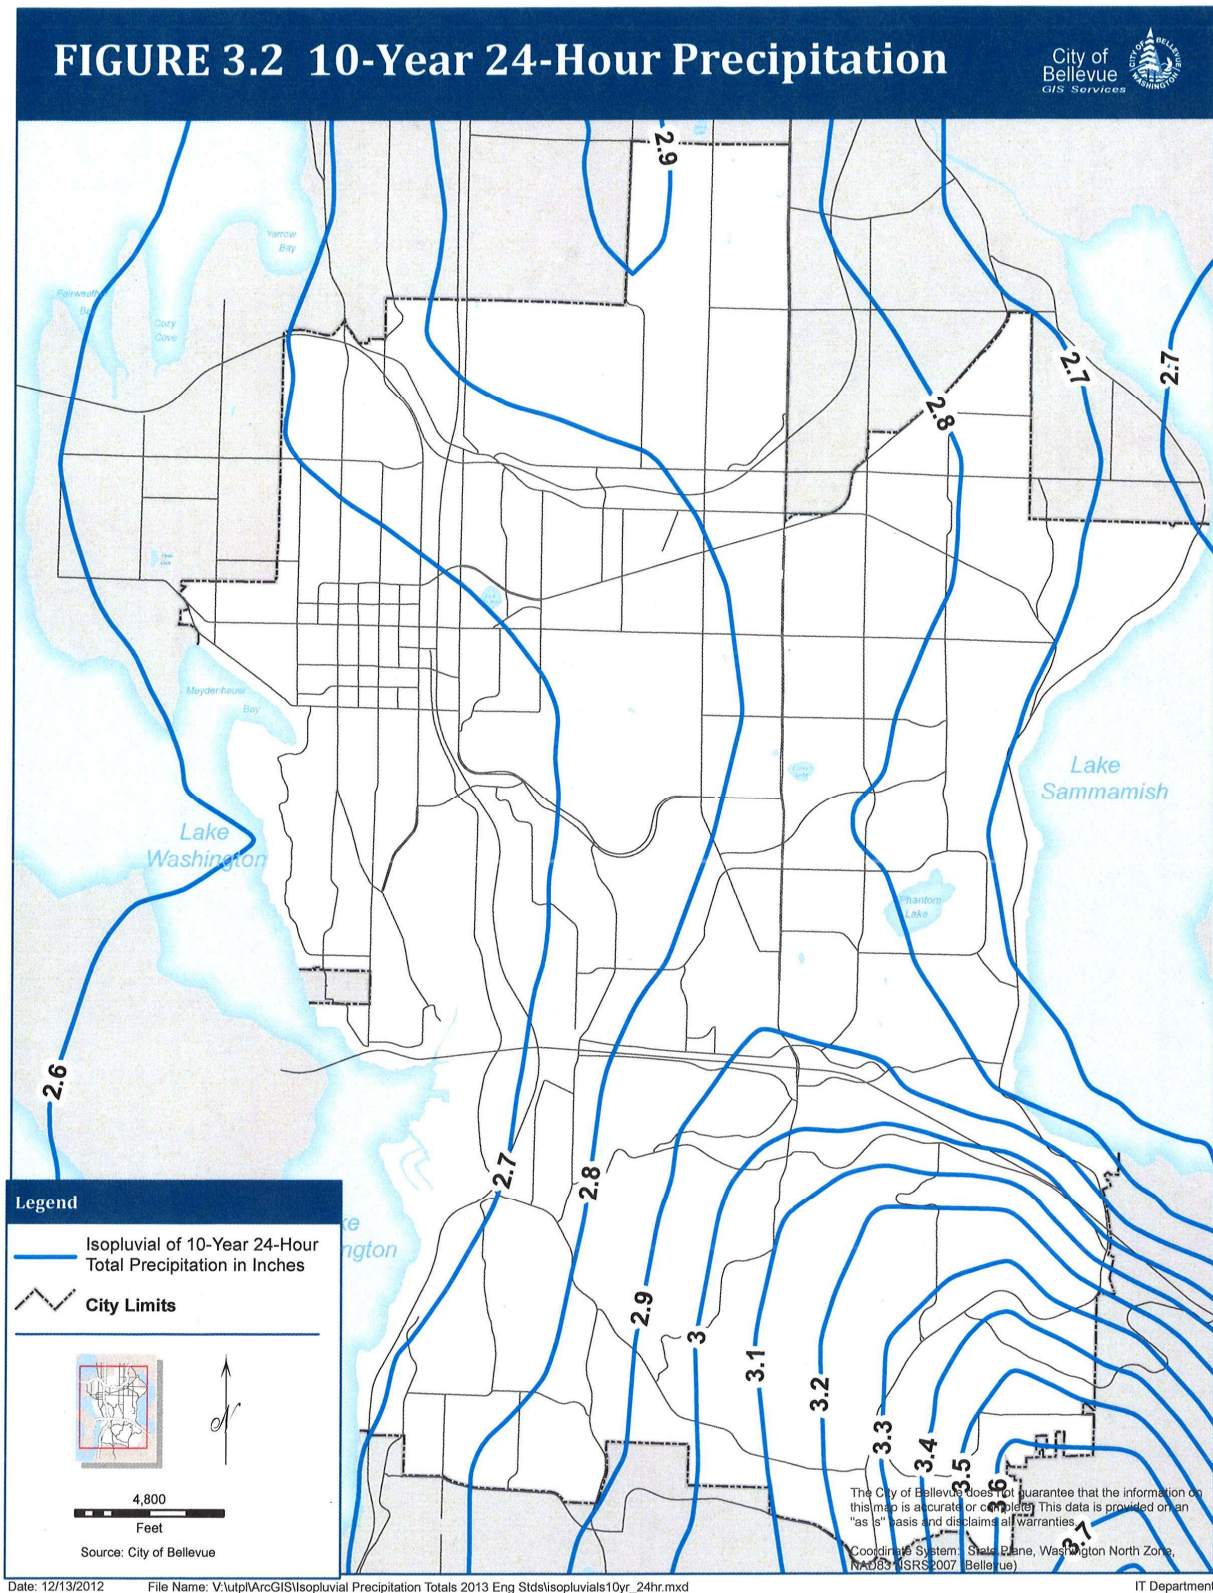 FIGURE 3.2 10-Year 24-Hour Precipitation
City of
Bellevue
GIS Services
CITY OF BELLEVUE
WASHINGTON
2.9
Yarrow
Bay
Cozy
Cove
2.7
2.7
2.8
Meydenbauer
Bay
Lake
Sammamish
Lake
Washington
Phantom
Lake
2.6
2.7
2.8
2.9
3
3.1
3.2
3.3
3.4
3.5
3.6
3.7
Legend
Isopluvial of 10-Year 24-Hour
Total Precipitation in Inches
City Limits
N
4,800
Feet
Source: City of Bellevue
ke
ngton
The City of Bellevue does not guarantee that the information on
this map is accurate or complete. This data is provided on an
"as is" basis and disclaims all warranties.
Coordinate System: State Plane, Washington North Zone,
NAD83 NSRS2007 (Bellevue)
Date: 12/13/2012 File Name: V:\utpl\ArcGIS\Isopluvial Precipitation Totals 2013 Eng Stds\isopluvials10yr_24hr.mxd IT Department